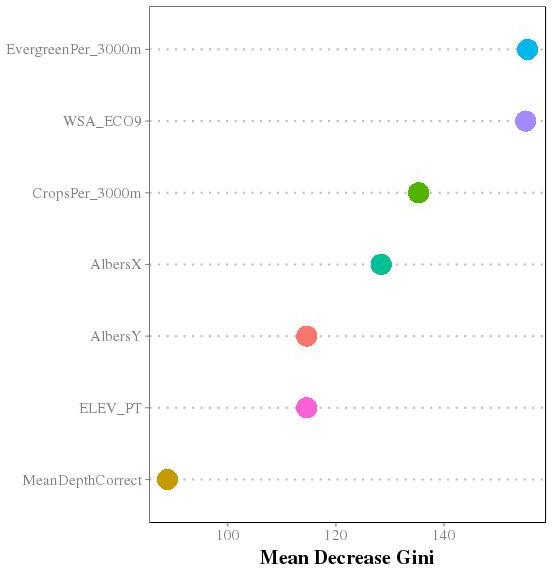 EvergreenPer_3000m
WSA_ECO9
CropsPer_3000m
AlbersX
AlbersY
ELEV_PT
MeanDepthCorrect
100 120 140
Mean Decrease Gini